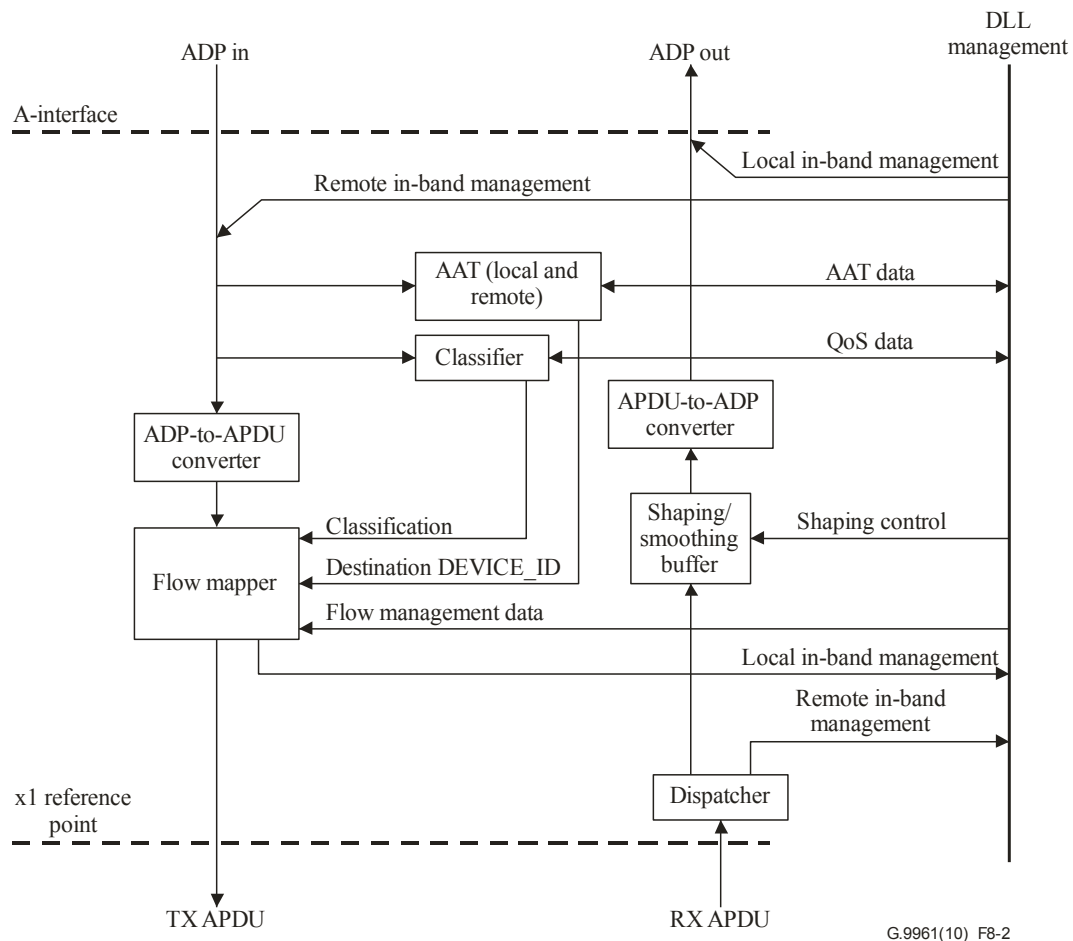 ADP in
ADP out
DLL
management
A-interface
Local in-band management
Remote in-band management
AAT (local and
remote)
AAT data
Classifier
QoS data
ADP-to-APDU
converter
APDU-to-ADP
converter
Shaping/
smoothing
buffer
Shaping control
Classification
Flow mapper
Destination DEVICE_ID
Flow management data
Local in-band management
Remote in-band
management
Dispatcher
x1 reference
point
TX APDU
RX APDU
G.9961(10) F8-2